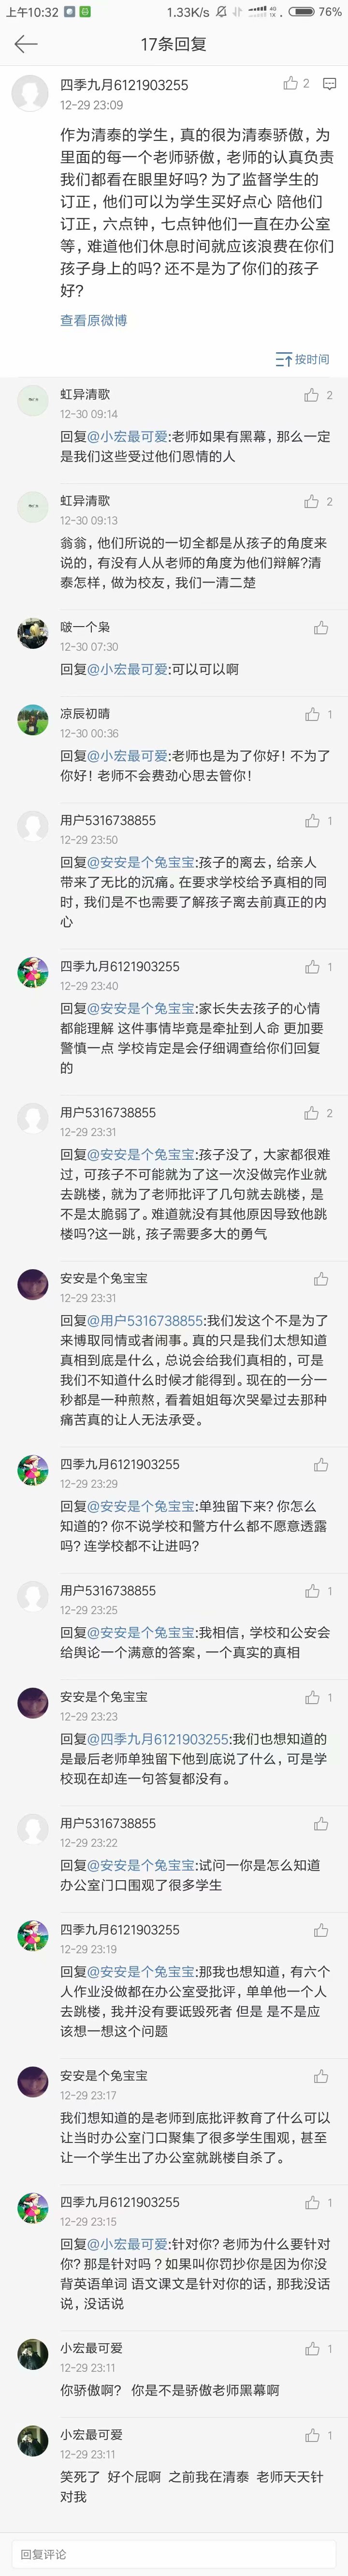 上午10:32
1.33K/s
4G
1X
76%
17条回复
四季九月6121903255
2
12-29 23:09
作为清泰的学生，真的很为清泰骄傲，为
里面的每一个老师骄傲，老师的认真负责
我们都看在眼里好吗？为了监督学生的
订正，他们可以为学生买好点心 陪他们
订正，六点钟，七点钟他们一直在办公室
等，难道他们休息时间就应该浪费在你们
孩子身上的吗？还不是为了你们的孩子
好？
查看原微博
按时间
虹异清歌
2
12-30 09:14
回复@小宏最可爱:老师如果有黑幕，那么一定
是我们这些受过他们恩情的人
虹异清歌
2
12-30 09:13
翁翁，他们所说的一切全都是从孩子的角度来
说的，有没有人从老师的角度为他们辩解?清
泰怎样，做为校友，我们一清二楚
啵一个枭
12-30 07:30
回复@小宏最可爱:可以可以啊
凉辰初晴
1
12-30 00:36
回复@小宏最可爱:老师也是为了你好！不为了
你好！老师不会费劲心思去管你！
用户5316738855
1
12-29 23:50
回复@安安是个兔宝宝:孩子的离去，给亲人
带来了无比的沉痛。在要求学校给予真相的同
时，我们是不也需要了解孩子离去前真正的内
心
四季九月6121903255
1
12-29 23:40
回复@安安是个兔宝宝:家长失去孩子的心情
都能理解 这件事情毕竟是牵扯到人命 更加要
警慎一点 学校肯定是会仔细调查给你们回复
的
用户5316738855
2
12-29 23:31
回复@安安是个兔宝宝:孩子没了，大家都很难
过，可孩子不可能就为了这一次没做完作业就
去跳楼，就为了老师批评了几句就去跳楼，是
不是太脆弱了。难道就没有其他原因导致他跳
楼吗?这一跳，孩子需要多大的勇气
安安是个兔宝宝
12-29 23:31
回复@用户5316738855:我们发这个不是为了
来博取同情或者闹事。真的只是我们太想知道
真相到底是什么，总说会给我们真相的，可是
我们不知道什么时候才能得到。现在的一分一
秒都是一种煎熬，看着姐姐每次哭晕过去那种
痛苦真的让人无法承受。
四季九月6121903255
12-29 23:29
回复@安安是个兔宝宝:单独留下来? 你怎么
知道的? 你不说学校和警方什么都不愿意透露
吗? 连学校都不让进吗?
用户5316738855
1
12-29 23:25
回复@安安是个兔宝宝:我相信，学校和公安会
给舆论一个满意的答案，一个真实的真相
安安是个兔宝宝
1
12-29 23:23
回复@四季九月6121903255:我们也想知道的
是最后老师单独留下他到底说了什么，可是学
校现在却连一句答复都没有。
用户5316738855
12-29 23:22
回复@安安是个兔宝宝:试问一你是怎么知道
办公室门口围观了很多学生
四季九月6121903255
12-29 23:19
回复@安安是个兔宝宝:那我也想知道，有六个
人作业没做都在办公室受批评，单单他一个人
去跳楼，我并没有要诋毁死者 但是 是不是应
该想一想这个问题
安安是个兔宝宝
12-29 23:17
我们想知道的是老师到底批评教育了什么可以
让当时办公室门口聚集了很多学生围观，甚至
让一个学生出了办公室就跳楼自杀了。
四季九月6121903255
1
12-29 23:15
回复@小宏最可爱:针对你? 老师为什么要针对
你? 那是针对吗？如果叫你罚抄你是因为你没
背英语单词 语文课文是针对你的话，那我没话
说，没话说
小宏最可爱
1
12-29 23:11
你骄傲啊？ 你是不是骄傲老师黑幕啊
小宏最可爱
1
12-29 23:11
笑死了 好个屁啊 之前我在清泰 老师天天针
对我
回复评论